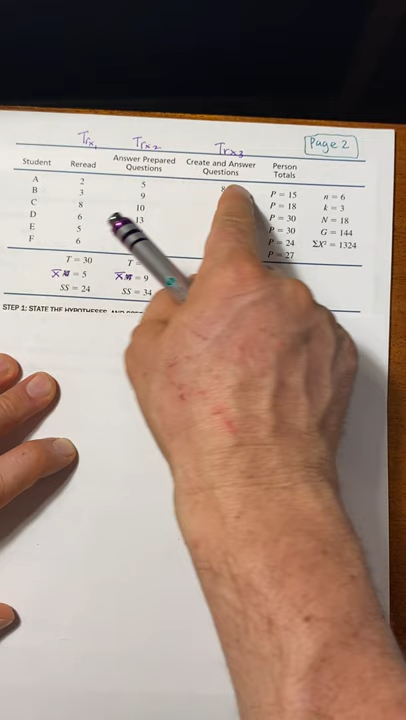 Page 2
Trx1 Trx2 Trx3
Student Reread Answer Prepared Questions Create and Answer Questions Person Totals
A 2 5 8 P = 15 n = 6
B 3 9 P = 18 k = 3
C 8 10 P = 30 N = 18
D 6 13 P = 30 G = 144
E 5 P = 24 ΣX² = 1324
F 6 P = 27
T = 30 T =
X̄ = 5 X̄ = 9
SS = 24 SS = 34
STEP 1: STATE THE HYPOTHESES, AND